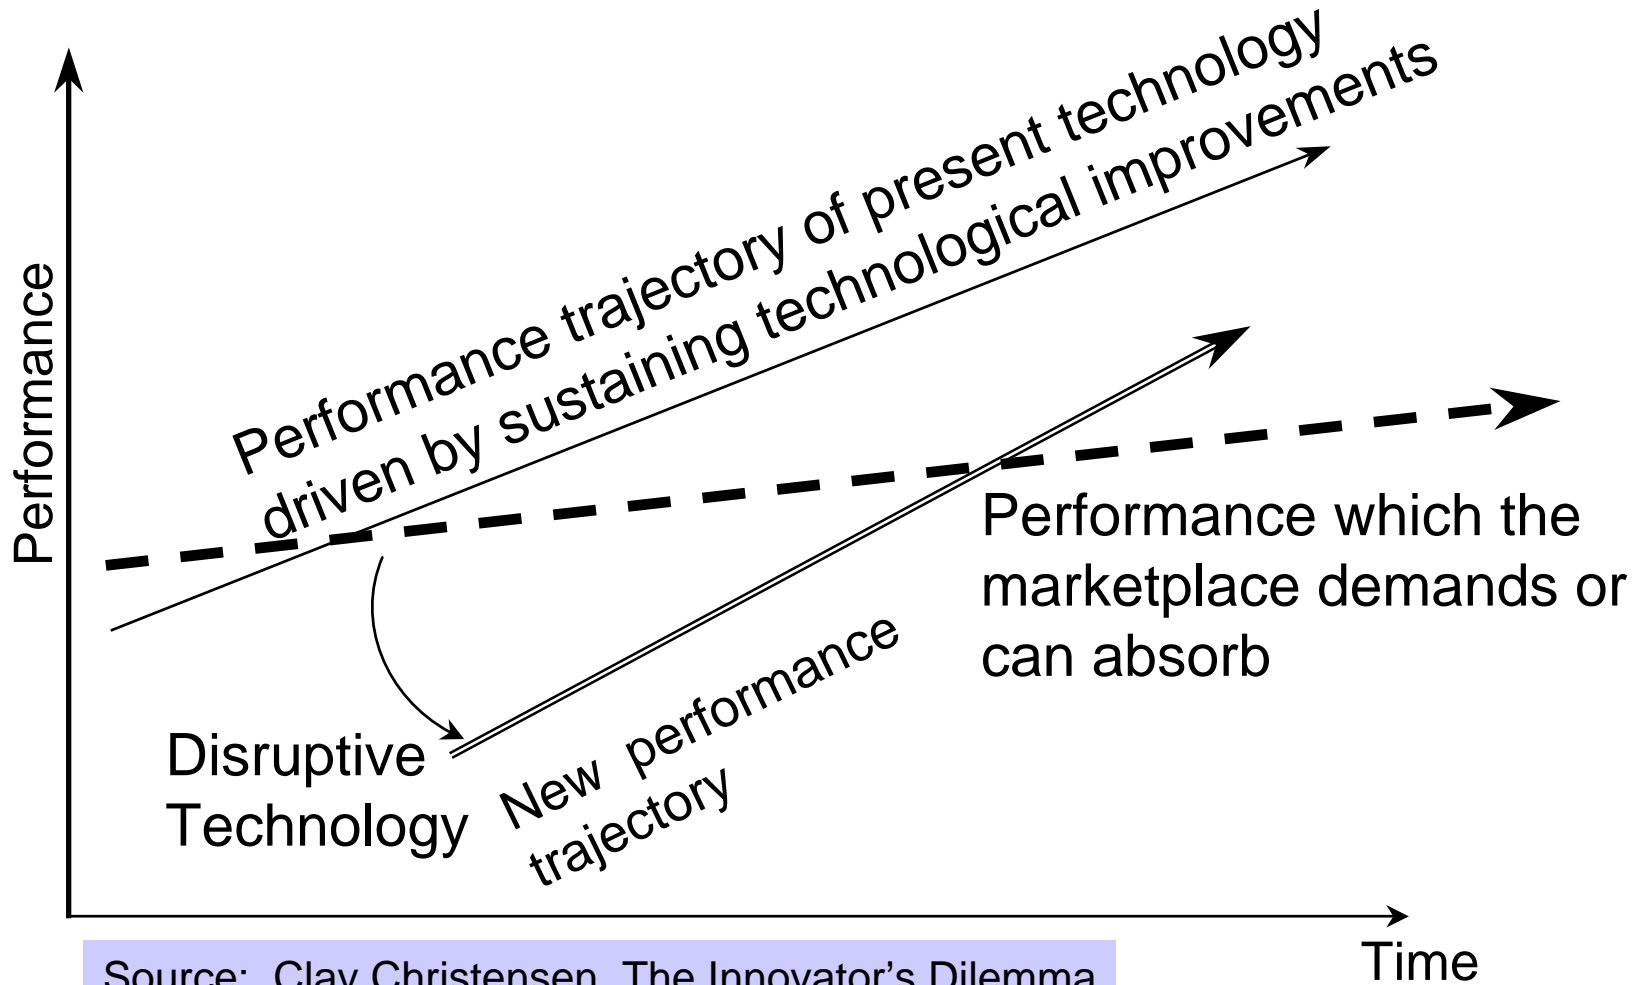 Performance trajectory of present technology
driven by sustaining technological improvements
Performance
Performance which the
marketplace demands or
can absorb
Disruptive
Technology
New performance
trajectory
Time
Source: Clay Christensen, The Innovator's Dilemma